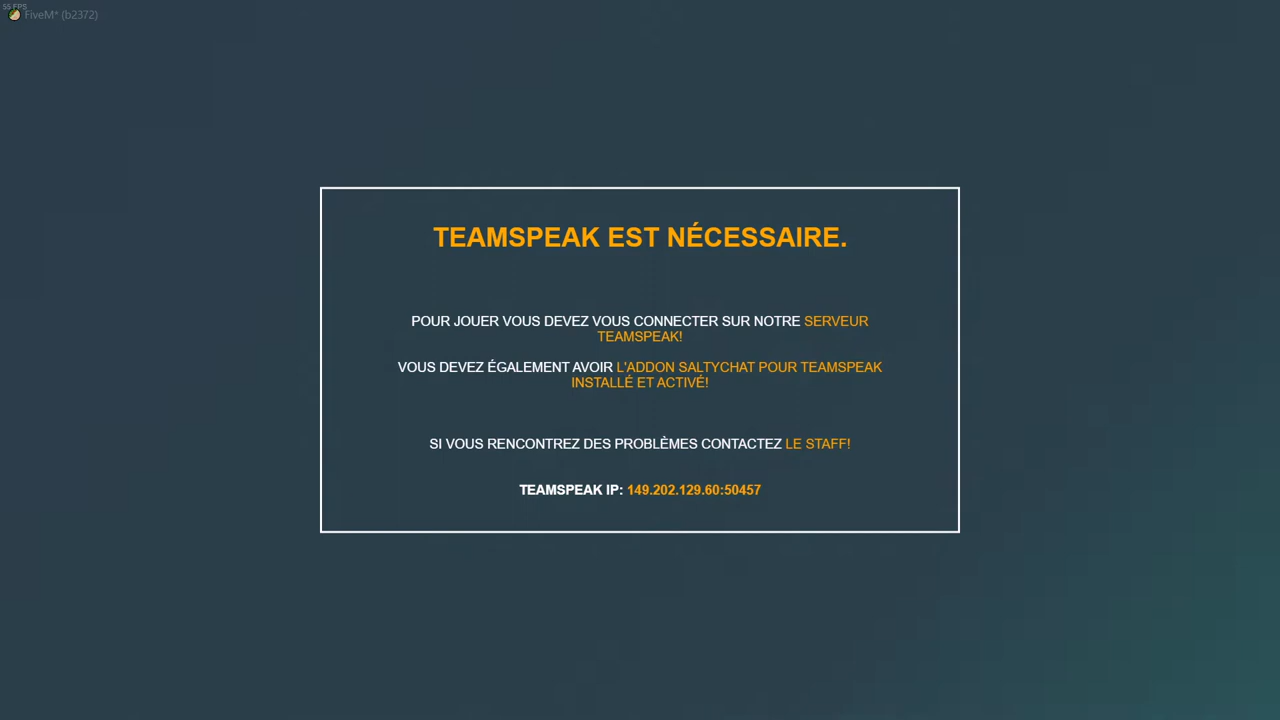 55 FPS
FiveM* (b2372)
TEAMSPEAK EST NÉCESSAIRE.
POUR JOUER VOUS DEVEZ VOUS CONNECTER SUR NOTRE SERVEUR
TEAMSPEAK!
VOUS DEVEZ ÉGALEMENT AVOIR L'ADDON SALTYCHAT POUR TEAMSPEAK
INSTALLÉ ET ACTIVÉ!
SI VOUS RENCONTREZ DES PROBLÈMES CONTACTEZ LE STAFF!
TEAMSPEAK IP: 149.202.129.60:50457